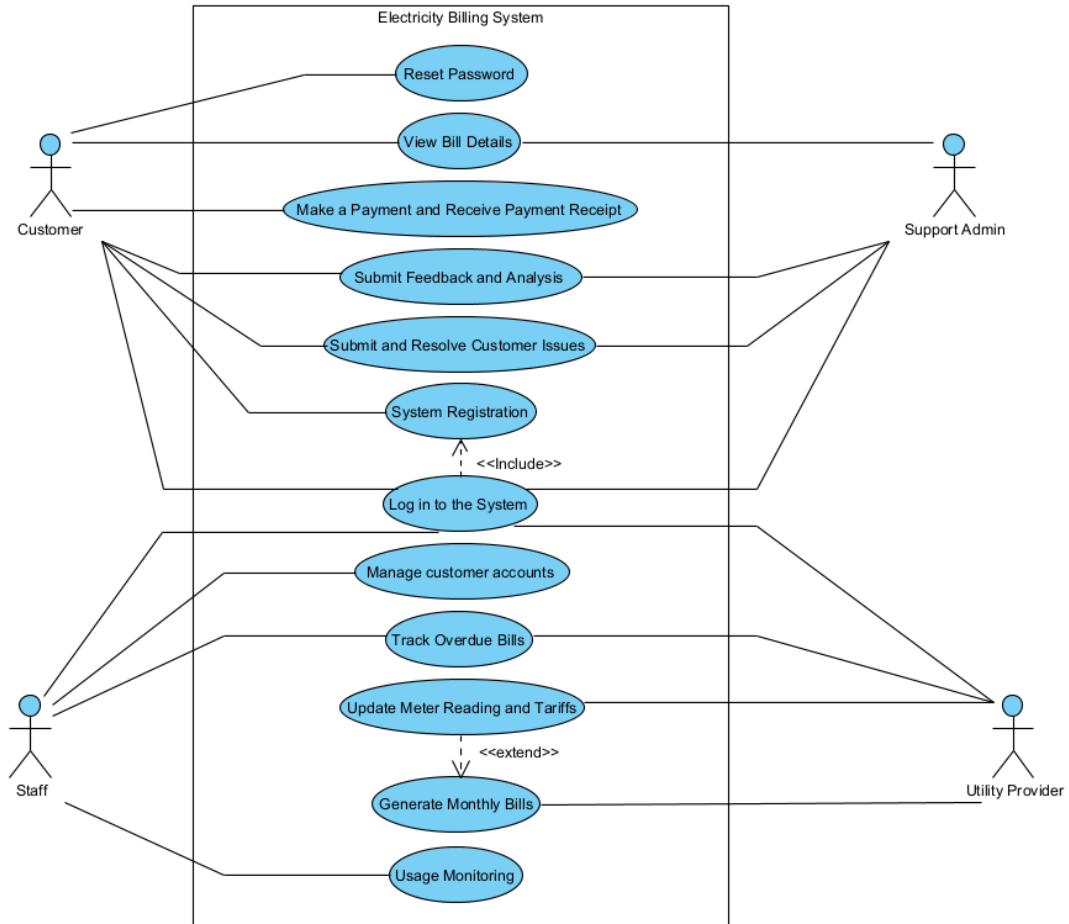 Electricity Billing System
Reset Password
View Bill Details
Customer
Support Admin
Make a Payment and Receive Payment Receipt
Submit Feedback and Analysis
Submit and Resolve Customer Issues
System Registration
<<Include>>
Log in to the System
Manage customer accounts
Track Overdue Bills
Update Meter Reading and Tariffs
<<extend>>
Staff
Utility Provider
Generate Monthly Bills
Usage Monitoring